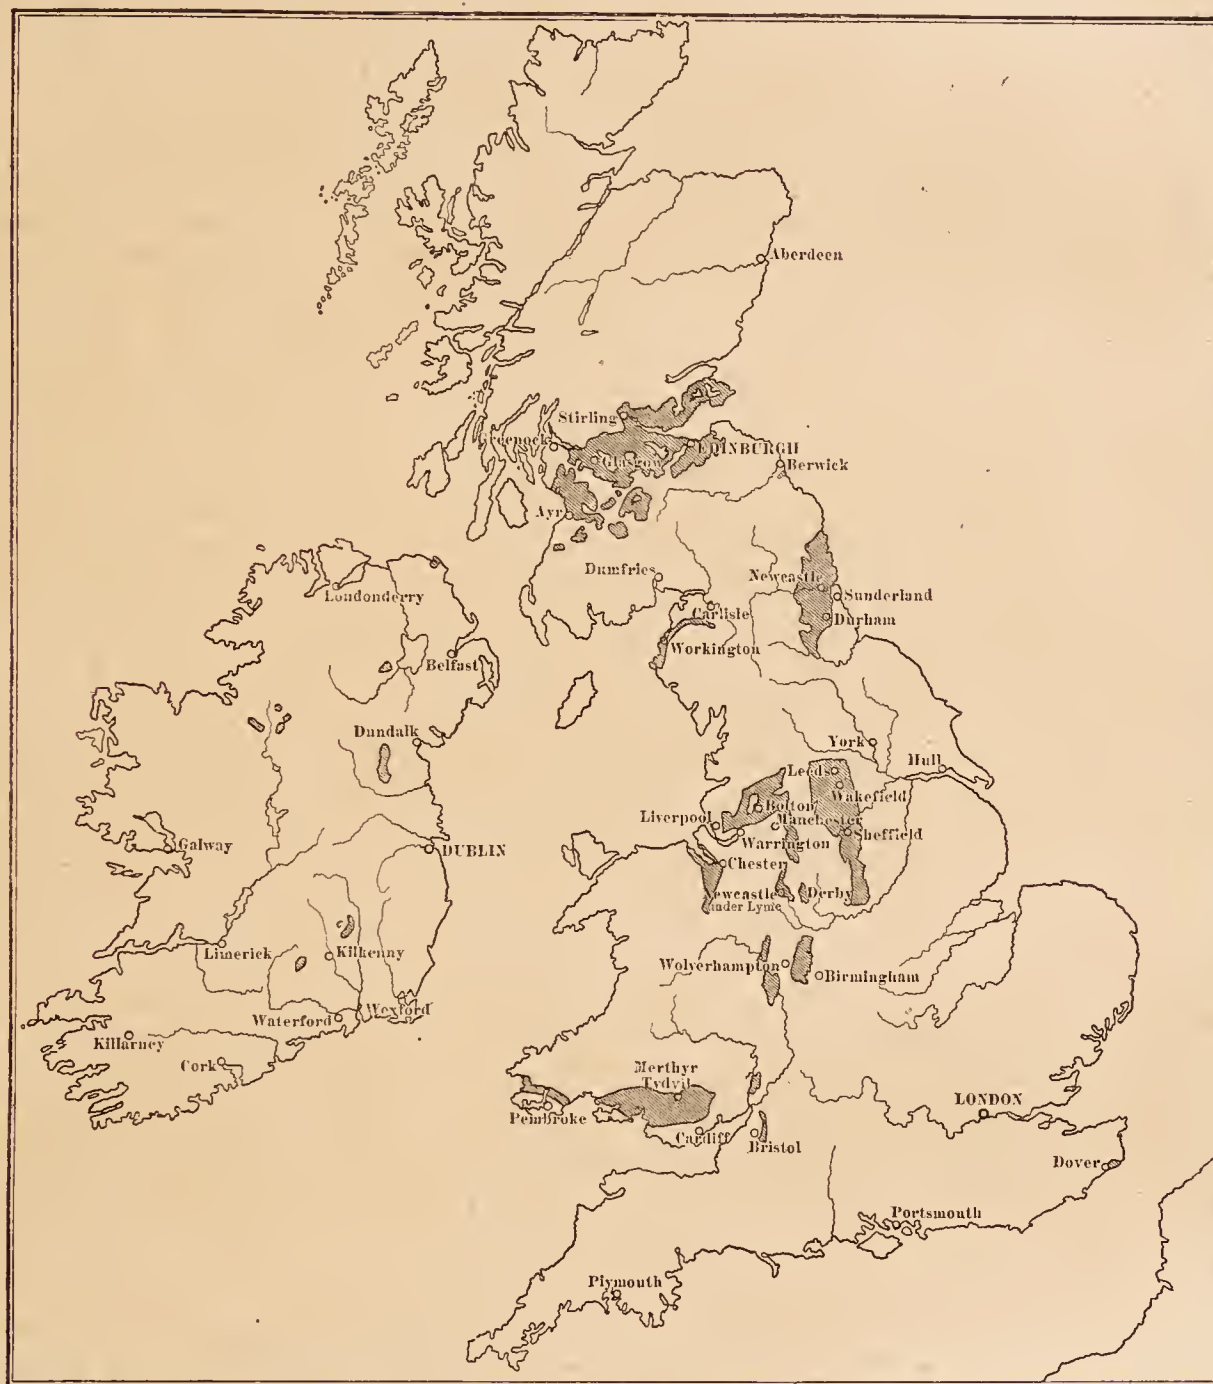 Aberdeen
Stirling
Greenock
EDINBURGH
Glasgow
Berwick
Ayr
Dumfries
Newcastle
Londonderry
Sunderland
Carlisle
Durham
Workington
Belfast
Dundalk
York
Hull
Leeds
Wakefield
Bolton
Liverpool
Manchester
Sheffield
Galway
DUBLIN
Warrington
Chester
Newcastle
under Lyme
Derby
Limerick
Kilkenny
Wolverhampton
Birmingham
Wexford
Waterford
Killarney
Cork
Merthyr
Tydvil
LONDON
Pembroke
Cardiff
Bristol
Dover
Portsmouth
Plymouth